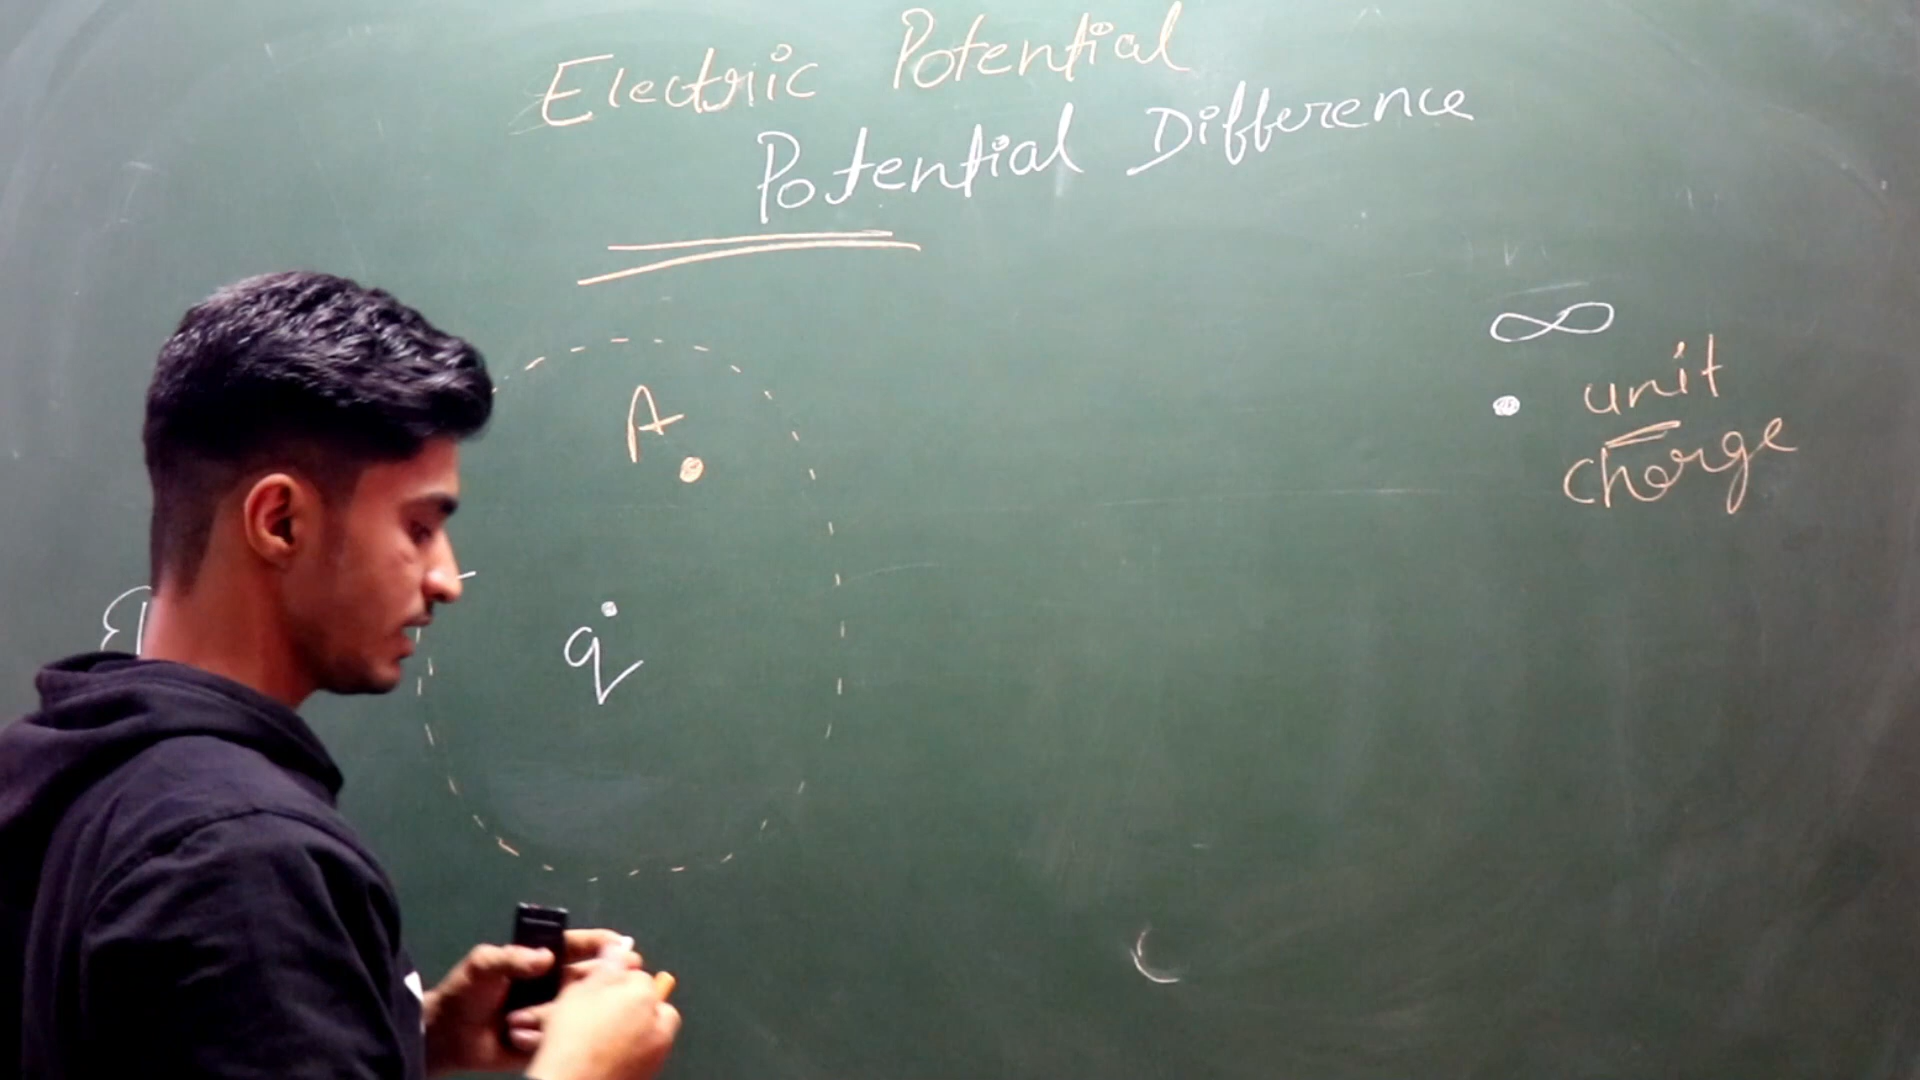 Electric Potential
Potential Difference
∞
A
unit
charge
q